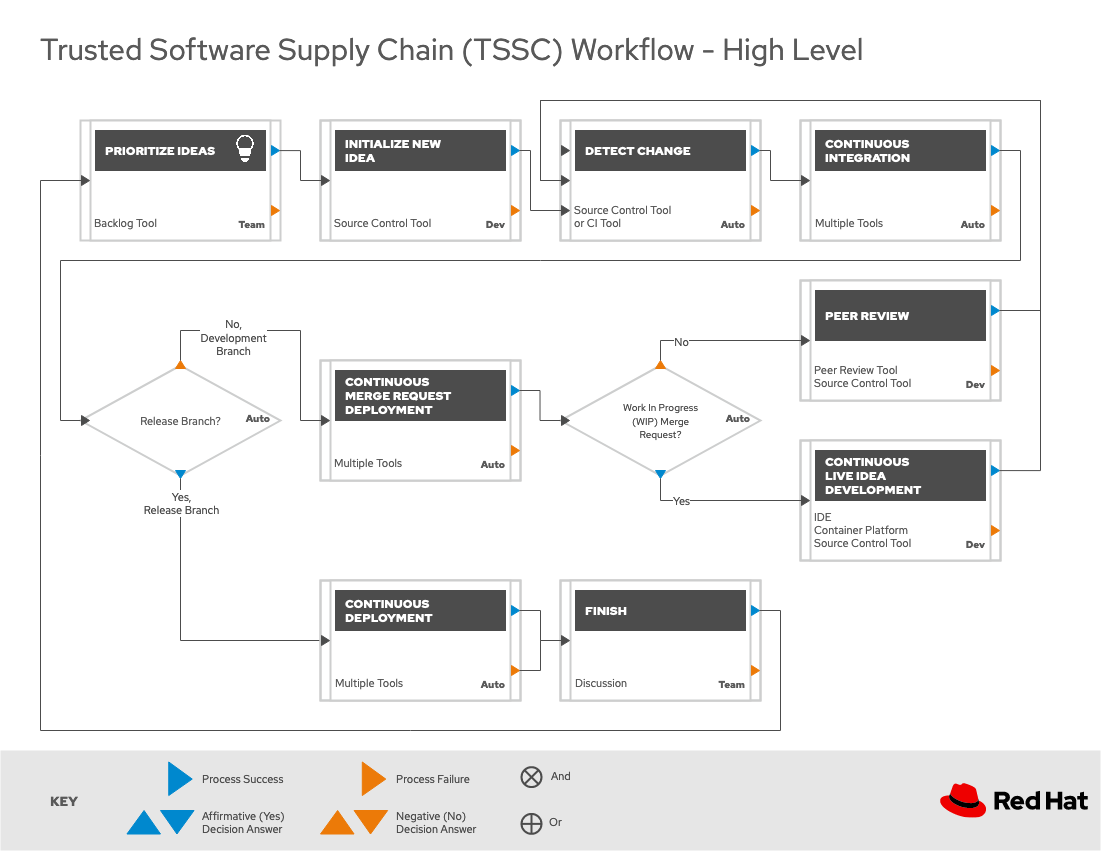 Trusted Software Supply Chain (TSSC) Workflow - High Level
PRIORITIZE IDEAS
Backlog Tool
Team
INITIALIZE NEW
IDEA
Source Control Tool
Dev
DETECT CHANGE
Source Control Tool
or CI Tool
Auto
CONTINUOUS
INTEGRATION
Multiple Tools
Auto
No,
Development
Branch
Release Branch?
Auto
Yes,
Release Branch
CONTINUOUS
MERGE REQUEST
DEPLOYMENT
Multiple Tools
Auto
No
Work In Progress
(WIP) Merge
Request?
Auto
Yes
PEER REVIEW
Peer Review Tool
Source Control Tool
Dev
CONTINUOUS
LIVE IDEA
DEVELOPMENT
IDE
Container Platform
Source Control Tool
Dev
CONTINUOUS
DEPLOYMENT
Multiple Tools
Auto
FINISH
Discussion
Team
KEY
Process Success
Affirmative (Yes)
Decision Answer
Process Failure
Negative (No)
Decision Answer
And
Or
Red Hat